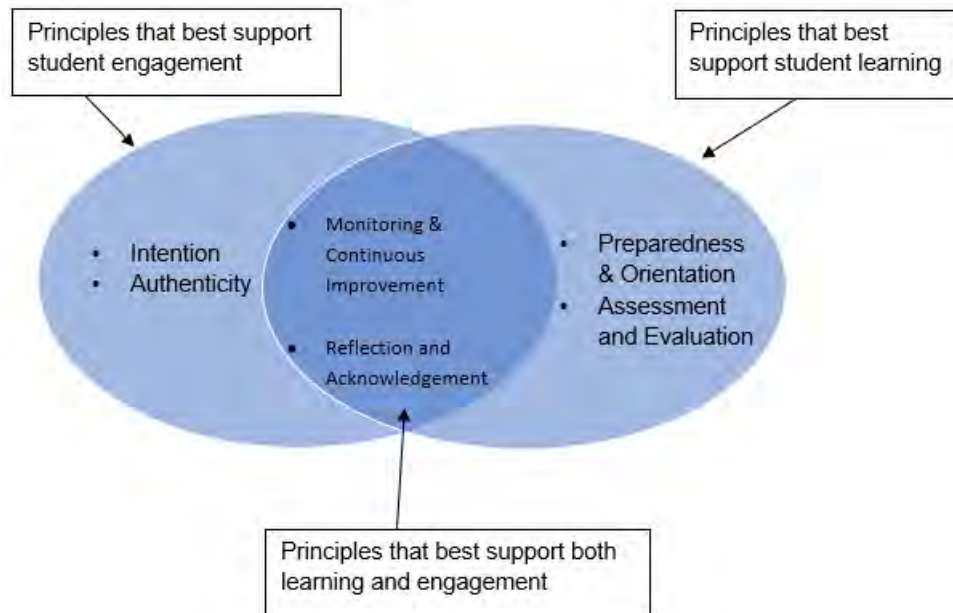 Principles that best support
student engagement
Principles that best
support student learning
• Intention
• Authenticity
• Monitoring &
Continuous
Improvement
• Reflection and
Acknowledgement
• Preparedness
& Orientation
• Assessment
and Evaluation
Principles that best support both
learning and engagement